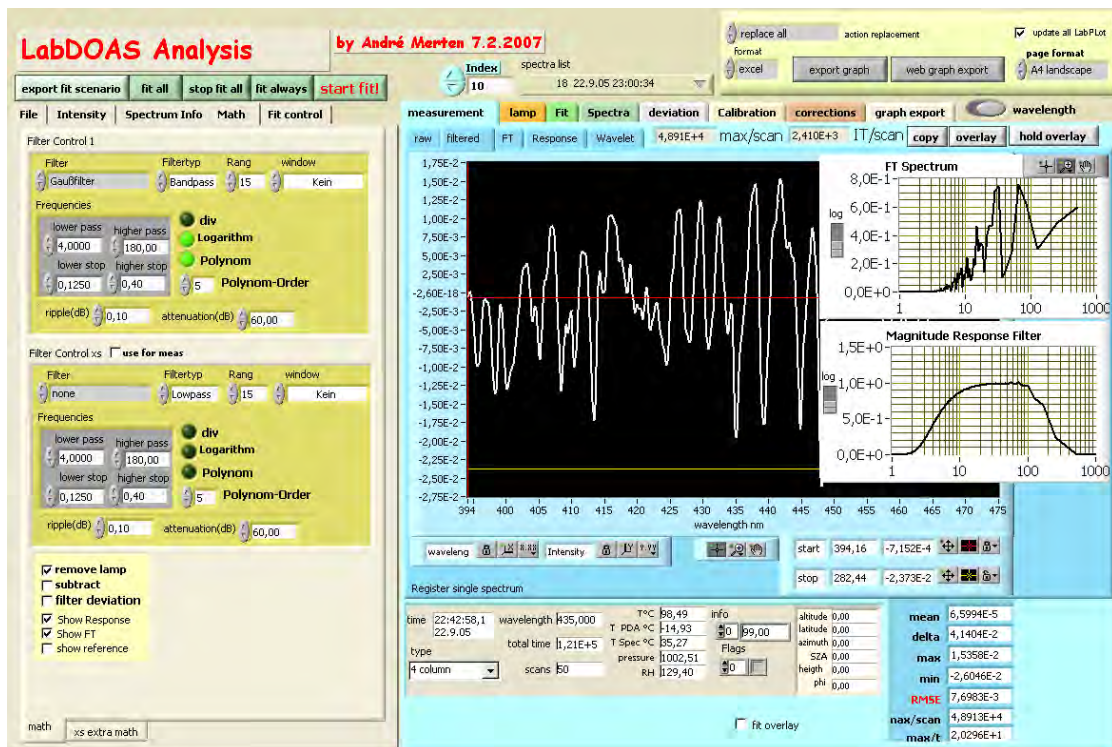 LabDOAS Analysis
by André Merten 7.2.2007
Index
10
spectra list
18 22.9.05 23:00:34
replace all
action replacement
update all LabPLot
format
excel
export graph
web graph export
page format
A4 landscape
export fit scenario
fit all
stop fit all
fit always
start fit!
File
Intensity
Spectrum Info
Math
Fit control
measurement
lamp
Fit
Spectra
deviation
Calibration
corrections
graph export
wavelength
raw
filtered
FT
Response
Wavelet
4,891E+4
max/scan
2,410E+3
IT/scan
copy
overlay
hold overlay
Filter Control 1
Filter
Filtertyp
Rang
window
Gaußfilter
Bandpass
15
Kein
Frequencies
lower pass
higher pass
4,0000
180,00
lower stop
higher stop
0,1250
0,40
div
Logarithm
Polynom
5
Polynom-Order
ripple(dB)
0,10
attenuation(dB)
60,00
Filter Control xs
use for meas
Filter
Filtertyp
Rang
window
none
Lowpass
15
Kein
Frequencies
lower pass
higher pass
4,0000
180,00
lower stop
higher stop
0,1250
0,40
div
Logarithm
Polynom
5
Polynom-Order
ripple(dB)
0,10
attenuation(dB)
60,00
remove lamp
subtract
filter deviation
Show Response
Show FT
show reference
math
xs extra math
1,75E-2
1,50E-2
1,25E-2
1,00E-2
7,50E-3
5,00E-3
2,50E-3
-2,60E-18
-2,50E-3
-5,00E-3
-7,50E-3
-1,00E-2
-1,25E-2
-1,50E-2
-1,75E-2
-2,00E-2
-2,25E-2
-2,50E-2
-2,75E-2
394 400 405 410 415 420 425 430 435 440 445 450 455 460 465 470 475
wavelength nm
FT Spectrum
log
8,0E-1
6,0E-1
4,0E-1
2,0E-1
0,0E+0
1 10 100 1000
Magnitude Response Filter
log
1,5E+0
1,0E+0
5,0E-1
0,0E+0
1 10 100 1000
waveleng
Intensity
start 394,16 -7,152E-4
stop 282,44 -2,373E-2
Register single spectrum
time
22:42:58,1
22.9.05
type
4 column
wavelength 435,000
total time 1,21E+5
scans 50
T°C 98,49
T PDA °C -14,93
T Spec °C 35,27
pressure 1002,51
RH 129,40
info
0 99,00
Flags
0
altitude 0,00
latitude 0,00
azimuth 0,00
SZA 0,00
heigth 0,00
phi 0,00
mean 6,5994E-5
delta 4,1404E-2
max 1,5358E-2
min -2,6046E-2
RMSE 7,6983E-3
max/scan 4,8913E+4
max/t 2,0296E+1
fit overlay